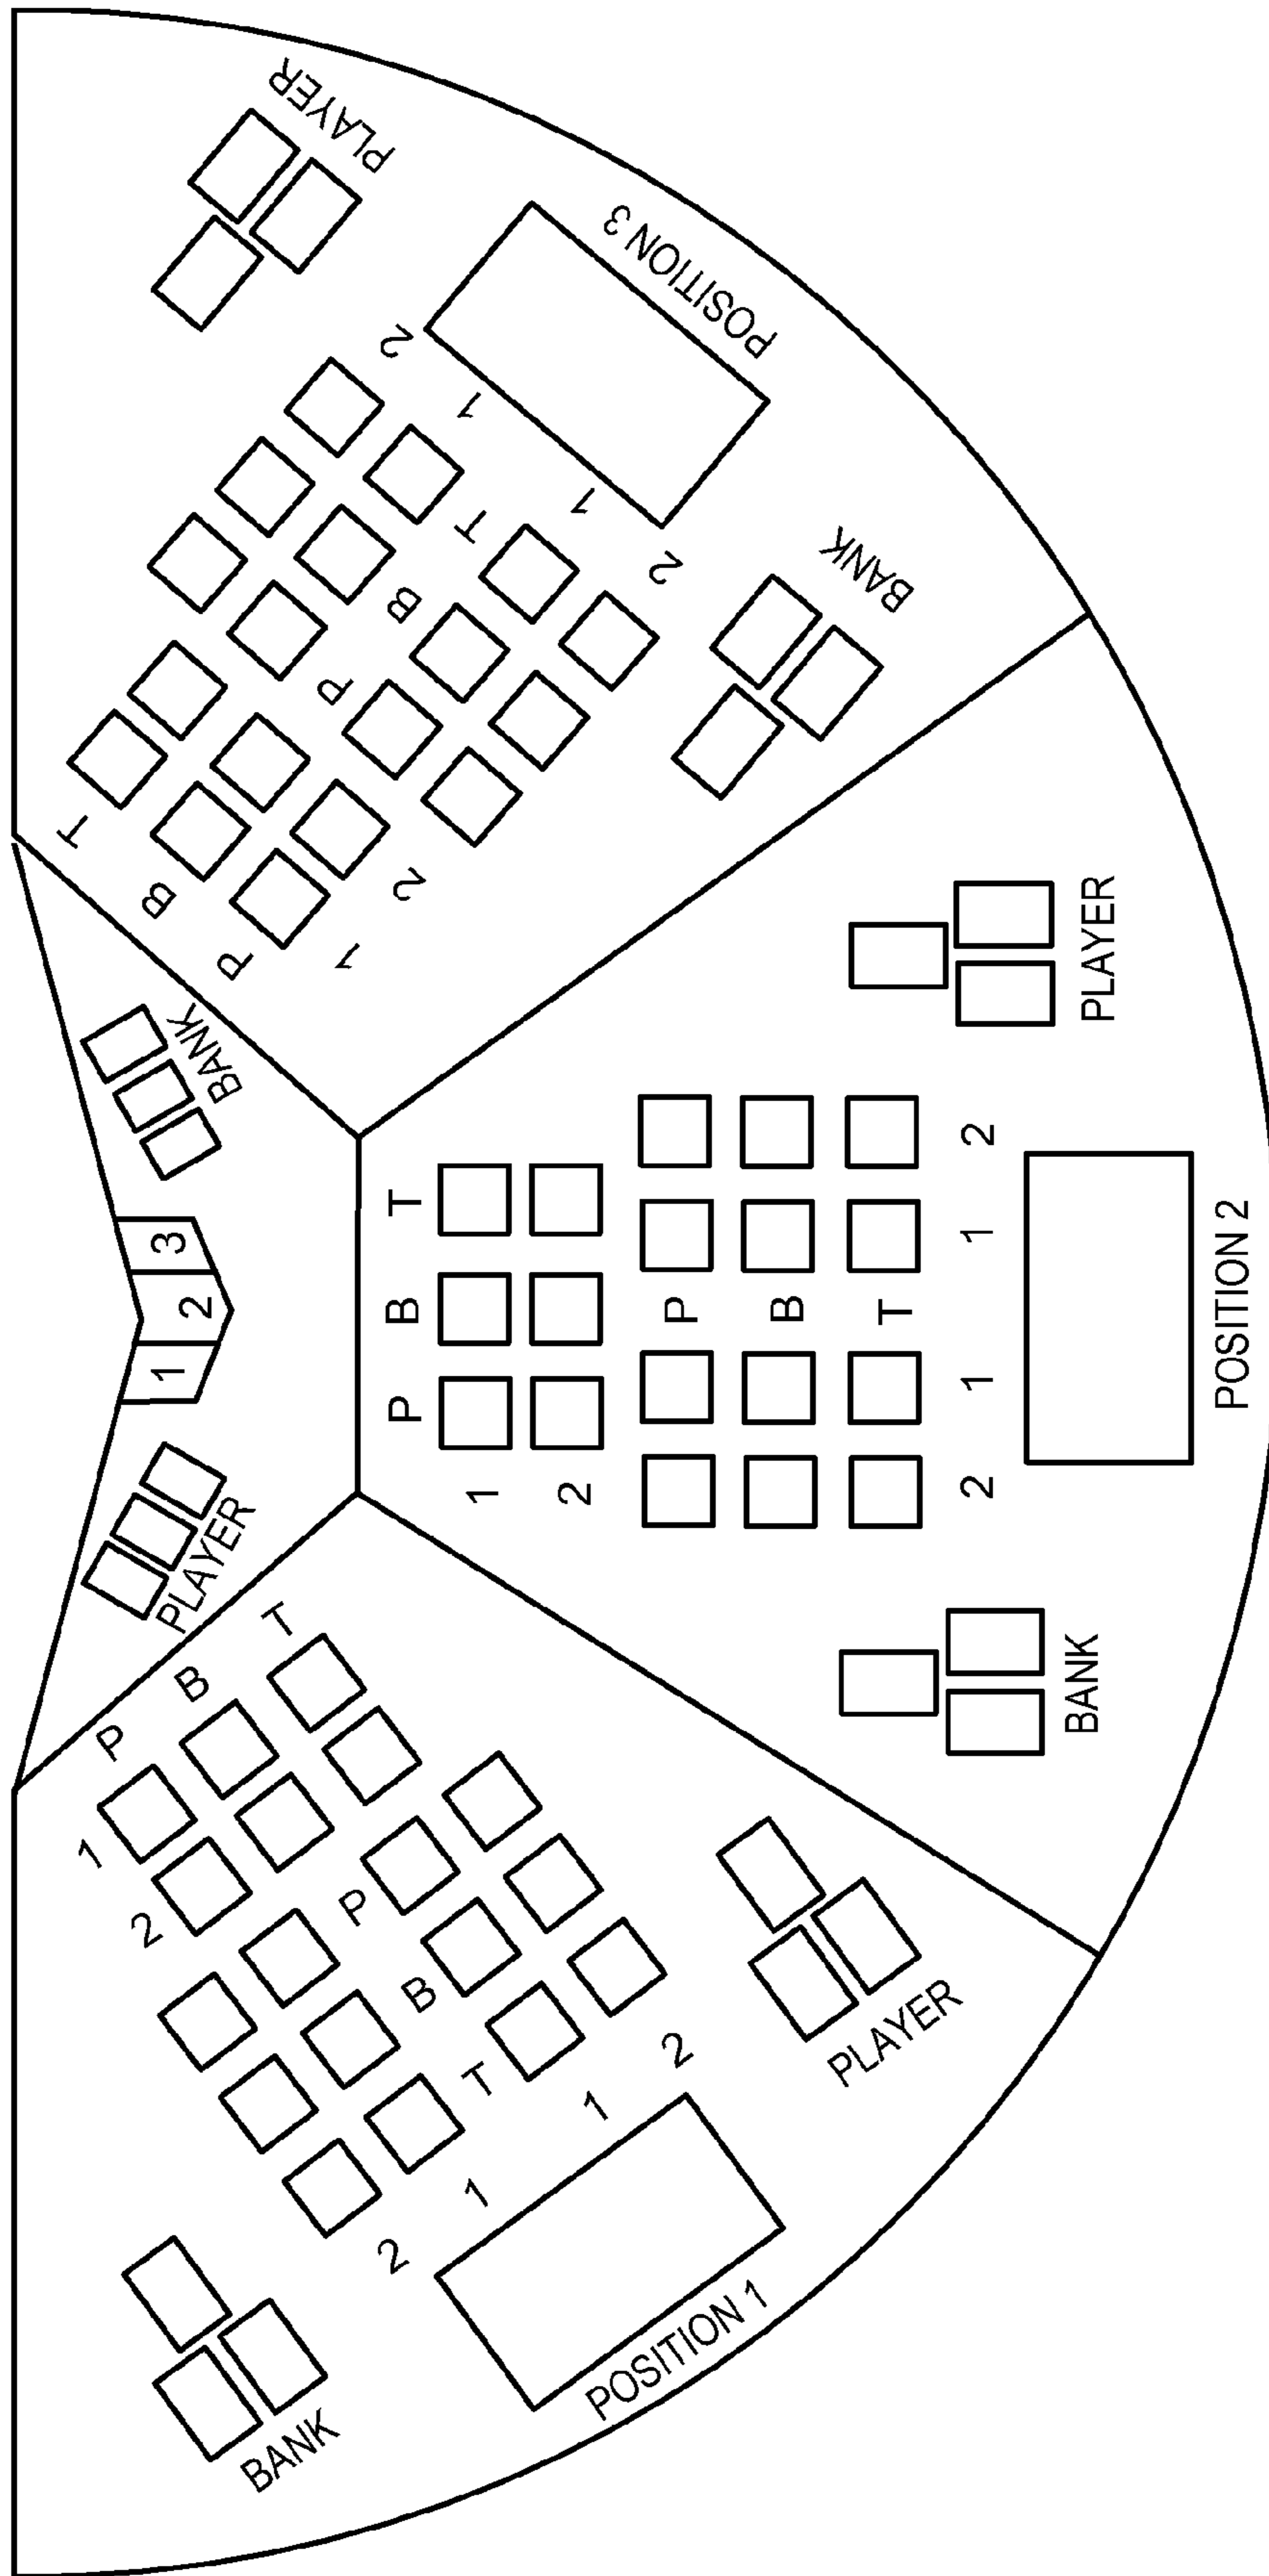 PLAYER
1 2 3
BANK
P B T
1
2
P
B
T
2 1 1 2
BANK
PLAYER
POSITION 1
P B T
1
2
P
B
T
2 1 1 2
BANK
PLAYER
POSITION 2
P B T
1
2
P
B
T
2 1 1 2
BANK
PLAYER
POSITION 3